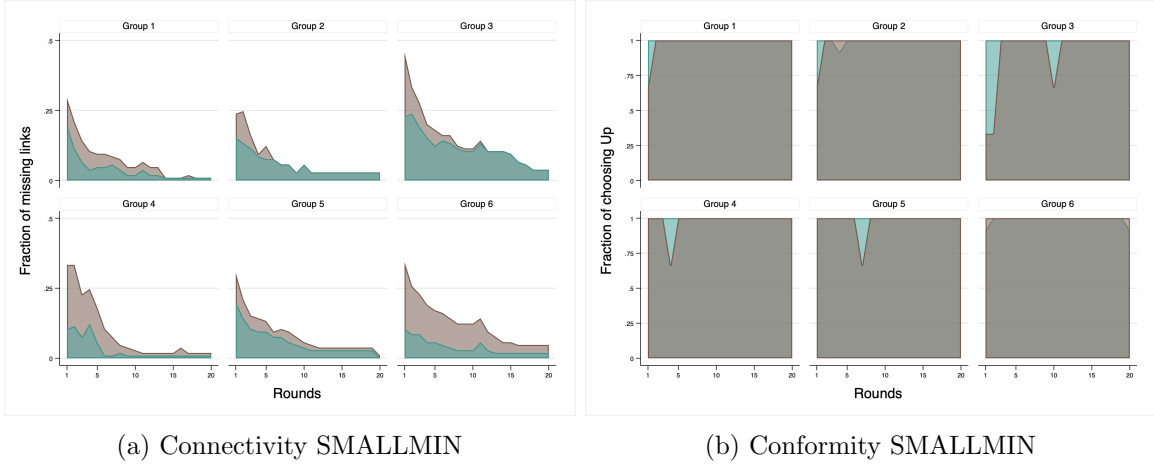 Group 1 Group 2 Group 3
.5
.25
0
Group 4 Group 5 Group 6
.5
.25
0
1 5 10 15 20 1 5 10 15 20 1 5 10 15 20
Fraction of missing links
Rounds
(a) Connectivity SMALLMIN
Group 1 Group 2 Group 3
1
.75
.5
.25
0
Group 4 Group 5 Group 6
1
.75
.5
.25
0
1 5 10 15 20 1 5 10 15 20 1 5 10 15 20
Fraction of choosing Up
Rounds
(b) Conformity SMALLMIN